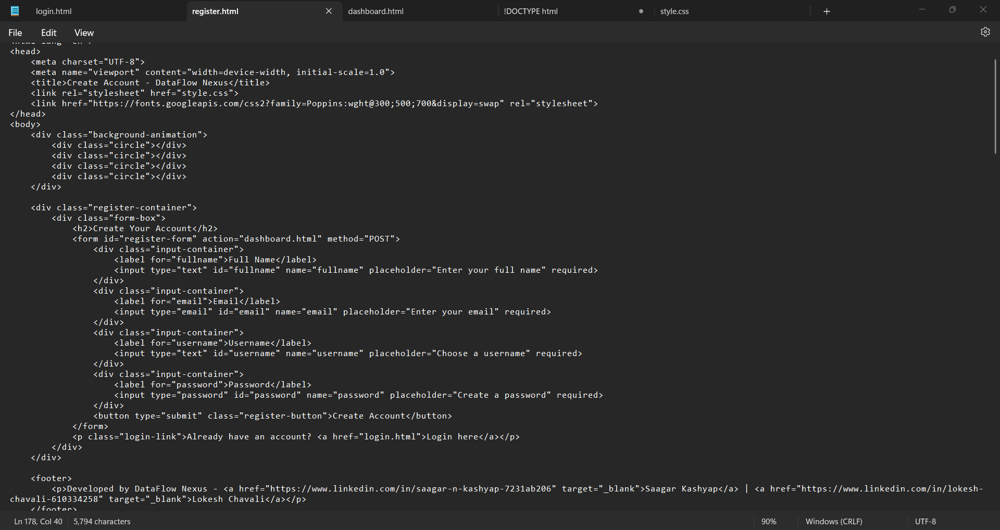 login.html
register.html
dashboard.html
!DOCTYPE html
style.css
File Edit View
<html lang="en">
<head>
    <meta charset="UTF-8">
    <meta name="viewport" content="width=device-width, initial-scale=1.0">
    <title>Create Account - DataFlow Nexus</title>
    <link rel="stylesheet" href="style.css">
    <link href="https://fonts.googleapis.com/css2?family=Poppins:wght@300;500;700&display=swap" rel="stylesheet">
</head>
<body>
    <div class="background-animation">
        <div class="circle"></div>
        <div class="circle"></div>
        <div class="circle"></div>
        <div class="circle"></div>
    </div>

    <div class="register-container">
        <div class="form-box">
            <h2>Create Your Account</h2>
            <form id="register-form" action="dashboard.html" method="POST">
                <div class="input-container">
                    <label for="fullname">Full Name</label>
                    <input type="text" id="fullname" name="fullname" placeholder="Enter your full name" required>
                </div>
                <div class="input-container">
                    <label for="email">Email</label>
                    <input type="email" id="email" name="email" placeholder="Enter your email" required>
                </div>
                <div class="input-container">
                    <label for="username">Username</label>
                    <input type="text" id="username" name="username" placeholder="Choose a username" required>
                </div>
                <div class="input-container">
                    <label for="password">Password</label>
                    <input type="password" id="password" name="password" placeholder="Create a password" required>
                </div>
                <button type="submit" class="register-button">Create Account</button>
            </form>
            <p class="login-link">Already have an account? <a href="login.html">Login here</a></p>
        </div>
    </div>

    <footer>
        <p>Developed by DataFlow Nexus - <a href="https://www.linkedin.com/in/saagar-n-kashyap-7231ab206" target="_blank">Saagar Kashyap</a> | <a href="https://www.linkedin.com/in/lokesh-
chavali-610334258" target="_blank">Lokesh Chavali</a></p>
    </footer>
Ln 178, Col 40
5,794 characters
90%
Windows (CRLF)
UTF-8